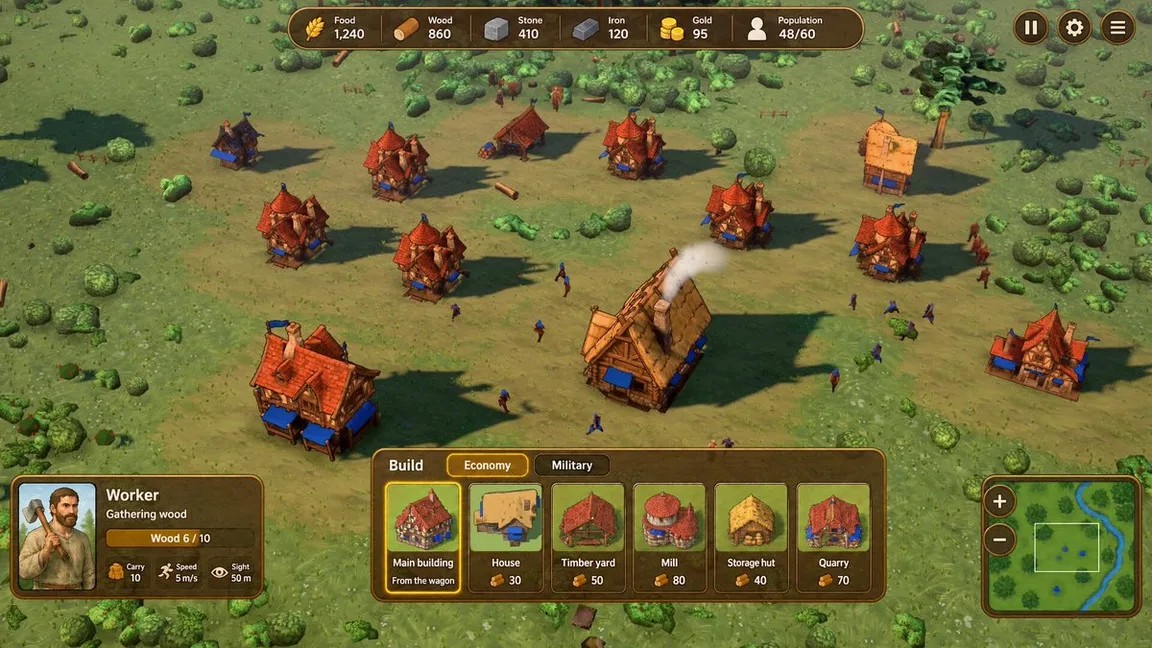 Food
1,240
Wood
860
Stone
410
Iron
120
Gold
95
Population
48/60
Build
Economy
Military
Main building
From the wagon
House
30
Timber yard
50
Mill
80
Storage hut
40
Quarry
70
Worker
Gathering wood
Wood 6 / 10
Carry
10
Speed
5 m/s
Sight
50 m